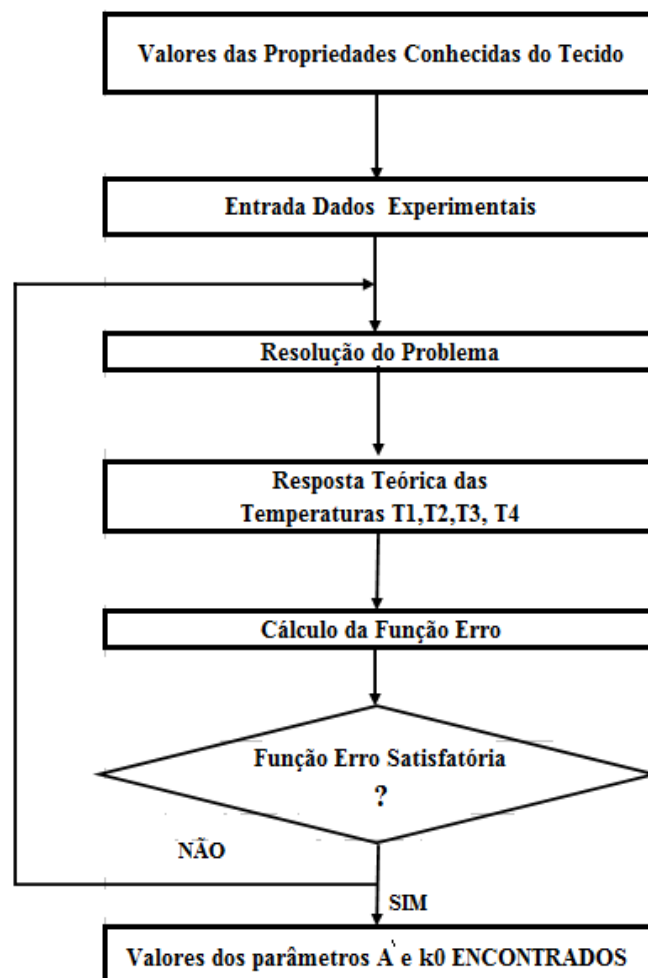 Valores das Propriedades Conhecidas do Tecido
Entrada Dados Experimentais
Resolução do Problema
Resposta Teórica das
Temperaturas T1,T2,T3, T4
Cálculo da Função Erro
Função Erro Satisfatória
?
NÃO
SIM
Valores dos parâmetros A e k0 ENCONTRADOS